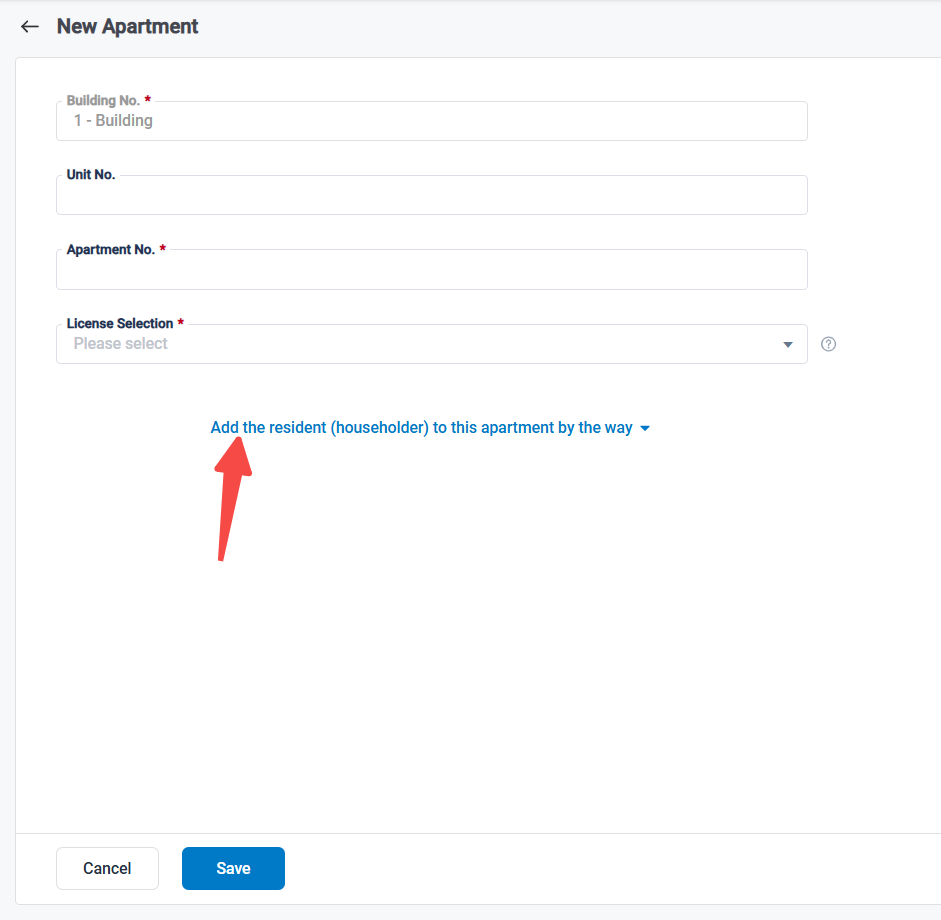 New Apartment
Building No. *
1 - Building
Unit No.
Apartment No. *
License Selection *
Please select
Add the resident (householder) to this apartment by the way
Cancel
Save